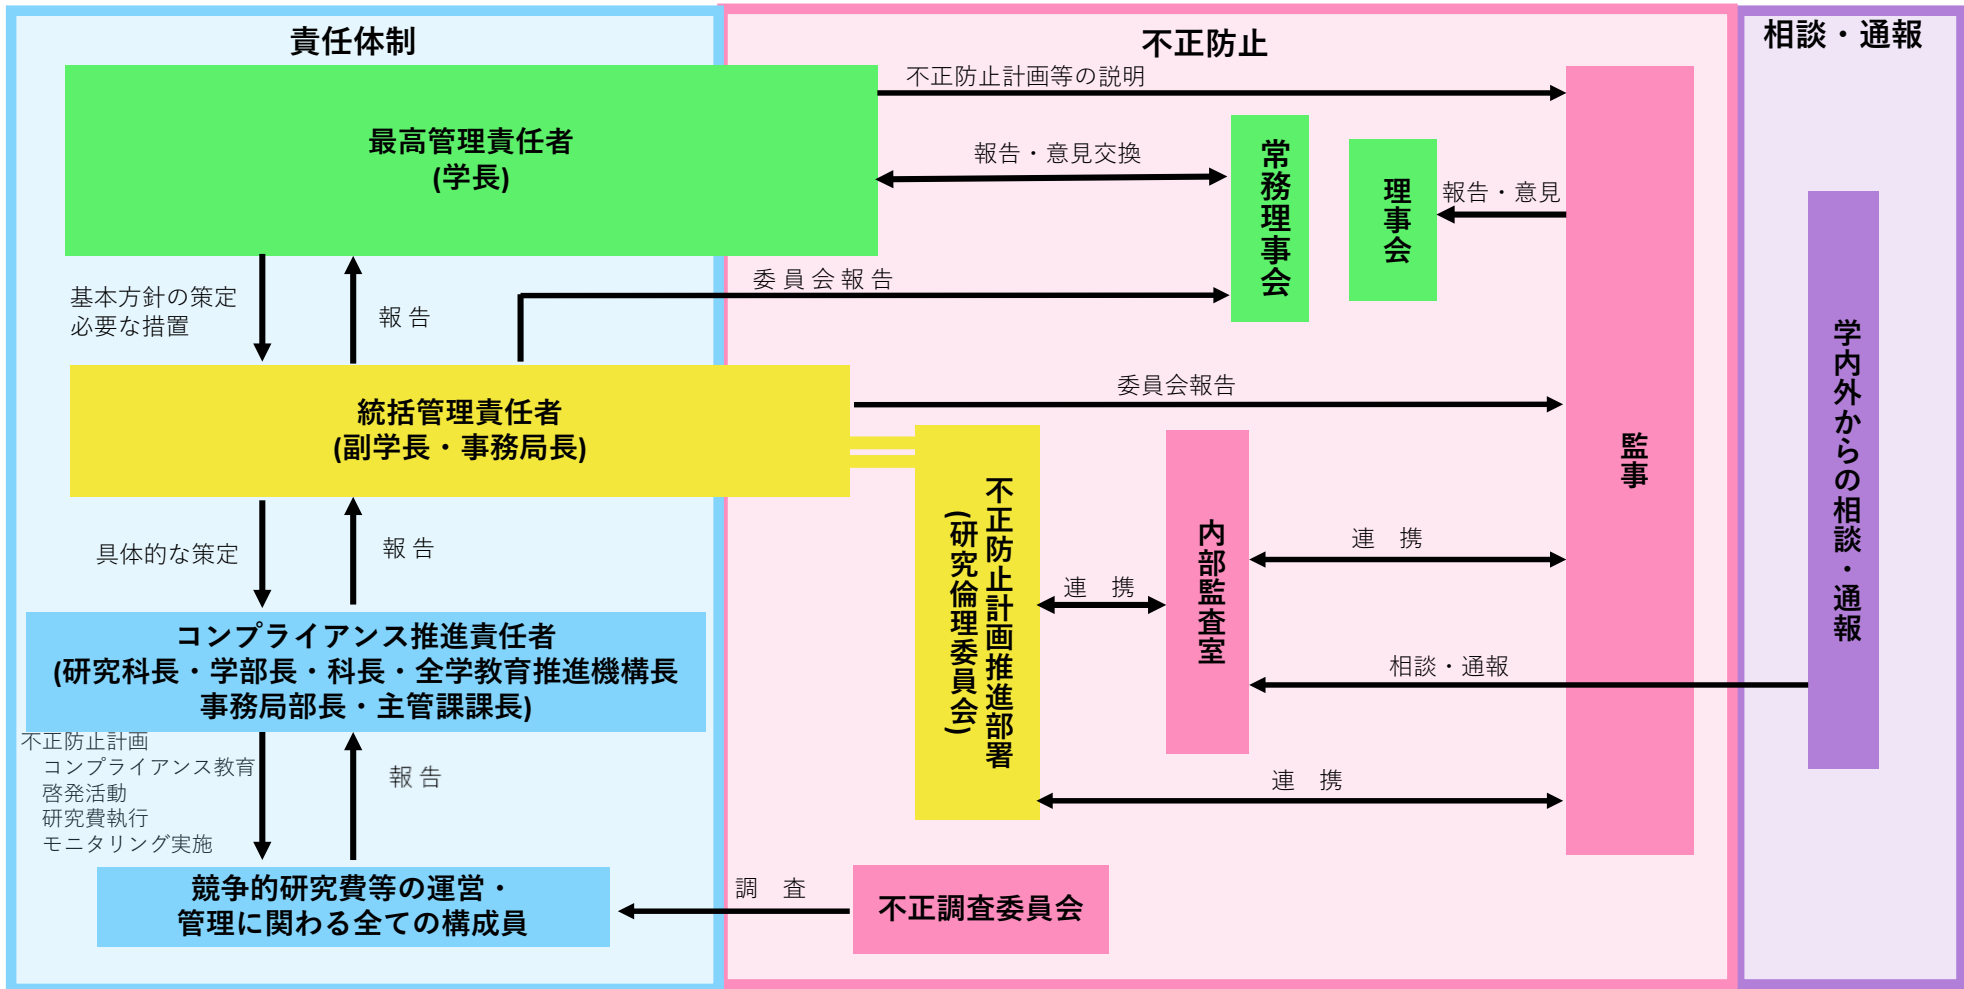 責任体制
不正防止
相談・通報
最高管理責任者
(学長)
不正防止計画等の説明
報告・意見交換
常務理事会
理事会
報告・意見
基本方針の策定
必要な措置
報 告
委 員 会 報 告
統括管理責任者
(副学長・事務局長)
委員会報告
監事
学内外からの相談・通報
不正防止計画推進部署
(研究倫理委員会)
内部監査室
連　携
連　携
相談・通報
連　携
具体的な策定
報 告
コンプライアンス推進責任者
(研究科長・学部長・科長・全学教育推進機構長
事務局部長・主管課課長)
不正防止計画
コンプライアンス教育
啓発活動
研究費執行
モニタリング実施
報 告
競争的研究費等の運営・
管理に関わる全ての構成員
調　査
不正調査委員会